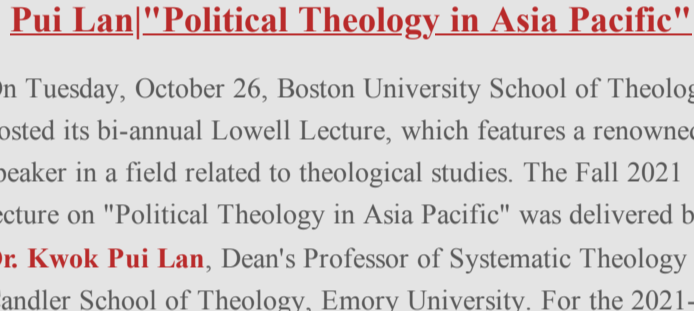 Pui Lan|"Political Theology in Asia Pacific"
n Tuesday, October 26, Boston University School of Theolog
osted its bi-annual Lowell Lecture, which features a renowned
peaker in a field related to theological studies. The Fall 2021
ecture on "Political Theology in Asia Pacific" was delivered b
r. Kwok Pui Lan, Dean's Professor of Systematic Theology
andler School of Theology, Emory University. For the 2021-